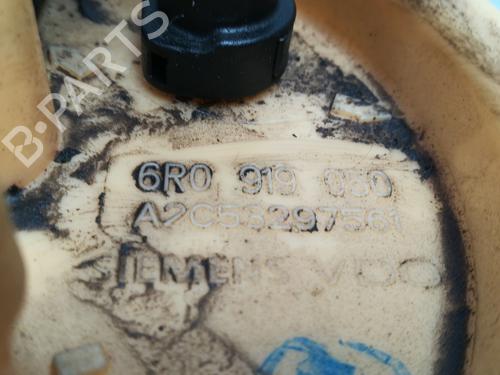 B-PARTS
6R0 919 050
A2C53297561
SIEMENS VDO